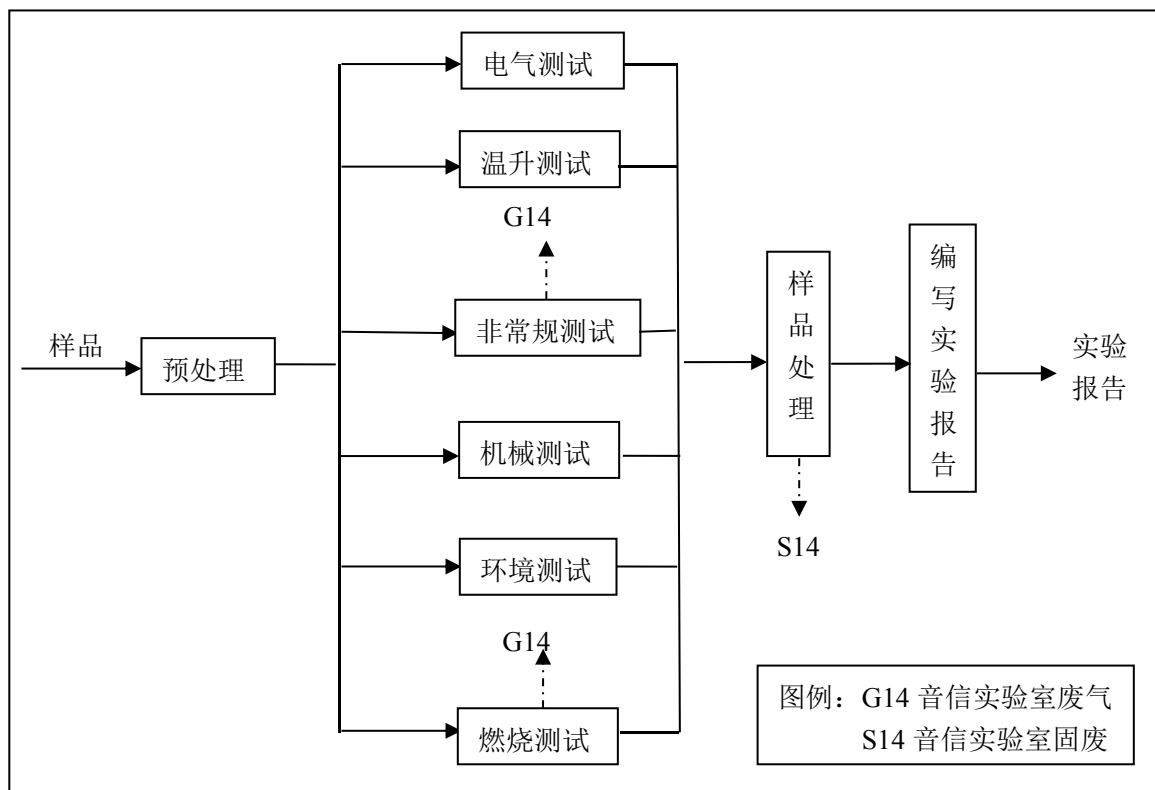 电气测试
温升测试
G14
非常规测试
样品
预处理
机械测试
环境测试
G14
燃烧测试
样品处理
S14
编写实验报告
实验
报告
图例：G14 音信实验室废气
S14 音信实验室固废